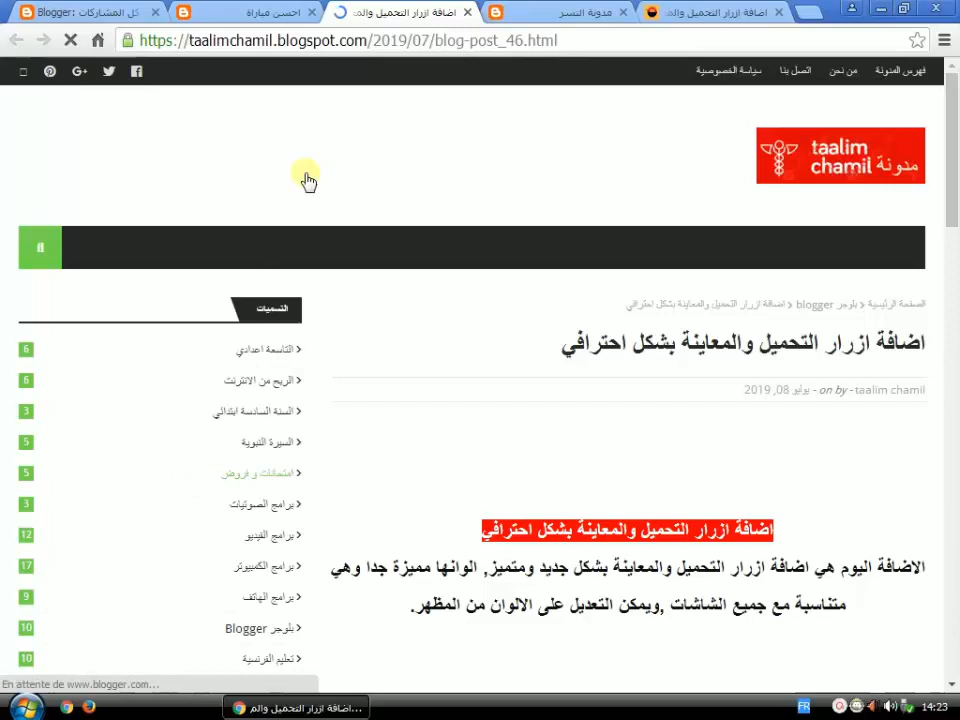 Blogger: كل المشاركات
احسن مباراة
اضافة ازرار التحميل والمع
مدونة النسر
اضافة ازرار التحميل والمد
https://taalimchamil.blogspot.com/2019/07/blog-post_46.html
فهرس المدونة
من نحن
اتصل بنا
سياسة الخصوصية
G+
taalim
chamil مدونة
التسميات
الصفحة الرئيسية
بلوجر blogger
اضافة ازرار التحميل والمعاينة بشكل احترافي
اضافة ازرار التحميل والمعاينة بشكل احترافي
on by - taalim chamil - يوليو 08, 2019
التاسعة اعدادي 6
الربح من الانترنت 6
السنة السادسة ابتدائي 3
السيرة النبوية 5
امتحانات و فروض 5
برامج الصوتيات 3
برامج الفيديو 12
برامج الكمبيوتر 17
برامج الهاتف 9
بلوجر Blogger 10
تعليم الفرنسية 10
اضافة ازرار التحميل والمعاينة بشكل احترافي
الاضافة اليوم هي اضافة ازرار التحميل والمعاينة بشكل جديد ومتميز, الوانها مميزة جدا وهي
متناسبة مع جميع الشاشات ,ويمكن التعديل على الالوان من المظهر.
En attente de www.blogger.com...
اضافة ازرار التحميل والم...
FR
14:23